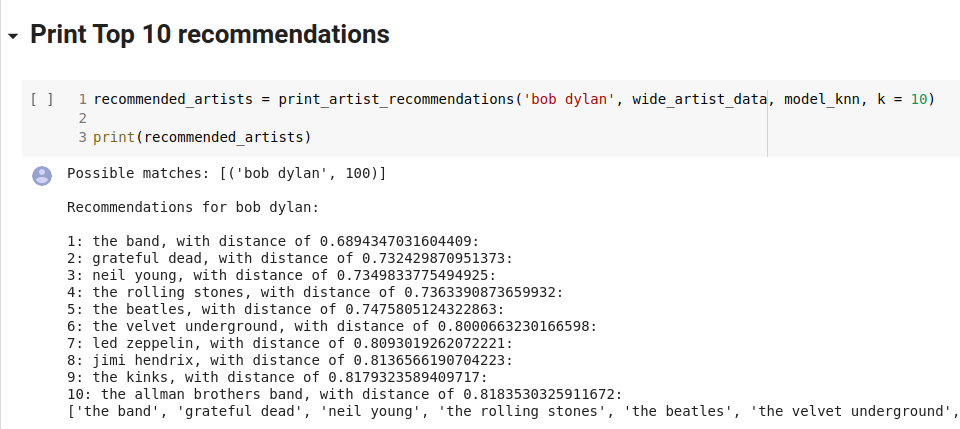 Print Top 10 recommendations
[ ] 1 recommended_artists = print_artist_recommendations('bob dylan', wide_artist_data, model_knn, k = 10)
2
3 print(recommended_artists)
Possible matches: [('bob dylan', 100)]
Recommendations for bob dylan:
1: the band, with distance of 0.6894347031604409:
2: grateful dead, with distance of 0.732429870951373:
3: neil young, with distance of 0.7349833775494925:
4: the rolling stones, with distance of 0.7363390873659932:
5: the beatles, with distance of 0.7475805124322863:
6: the velvet underground, with distance of 0.8000663230166598:
7: led zeppelin, with distance of 0.8093019262072221:
8: jimi hendrix, with distance of 0.8136566190704223:
9: the kinks, with distance of 0.8179323589409717:
10: the allman brothers band, with distance of 0.8183530325911672:
['the band', 'grateful dead', 'neil young', 'the rolling stones', 'the beatles', 'the velvet underground',